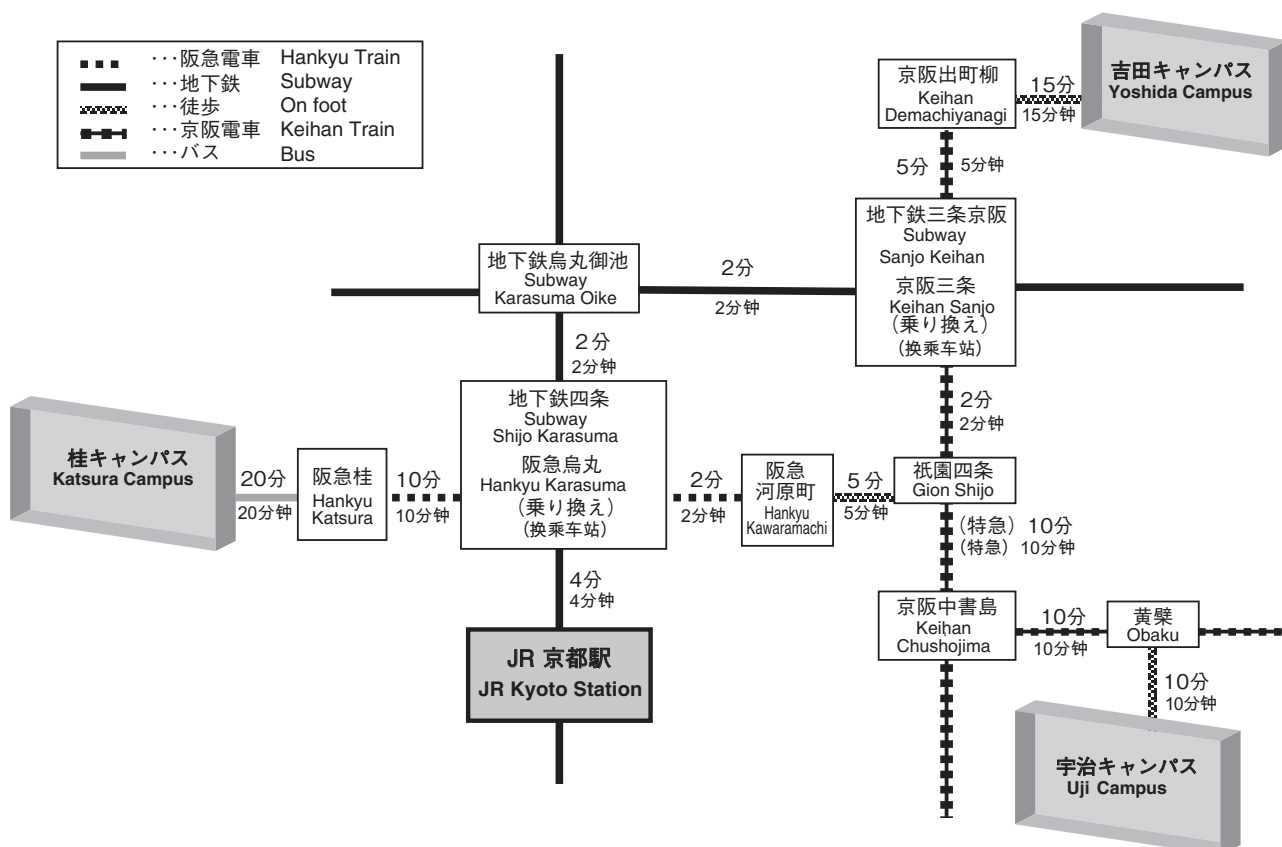 ･･･阪急電車 Hankyu Train
･･･地下鉄 Subway
･･･徒歩 On foot
･･･京阪電車 Keihan Train
･･･バス Bus
京阪出町柳
Keihan
Demachiyanagi
15分
15分钟
吉田キャンパス
Yoshida Campus
5分 5分钟
地下鉄烏丸御池
Subway
Karasuma Oike
2分
2分钟
地下鉄三条京阪
Subway
Sanjo Keihan
京阪三条
Keihan Sanjo
(乗り換え)
(换乘车站)
2分
2分钟
2分
2分钟
桂キャンパス
Katsura Campus
20分
20分钟
阪急桂
Hankyu
Katsura
10分
10分钟
地下鉄四条
Subway
Shijo Karasuma
阪急烏丸
Hankyu Karasuma
(乗り換え)
(换乘车站)
2分
2分钟
阪急
河原町
Hankyu
Kawaramachi
5分
5分钟
祇園四条
Gion Shijo
(特急) 10分
(特急) 10分钟
4分
4分钟
JR 京都駅
JR Kyoto Station
京阪中書島
Keihan
Chushojima
10分
10分钟
黄檗
Obaku
10分
10分钟
宇治キャンパス
Uji Campus